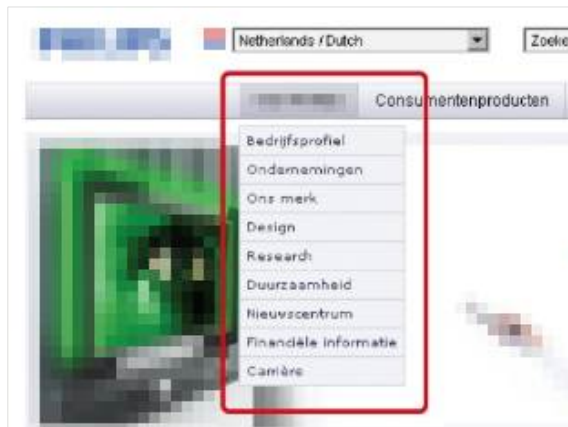 Netherlands / Dutch
Zoeke
Consumentenproducten
Bedrijfsprofiel
Ondernemingen
Ons merk
Design
Research
Duurzaamheid
Nieuwscentrum
Financiële informatie
Carrière